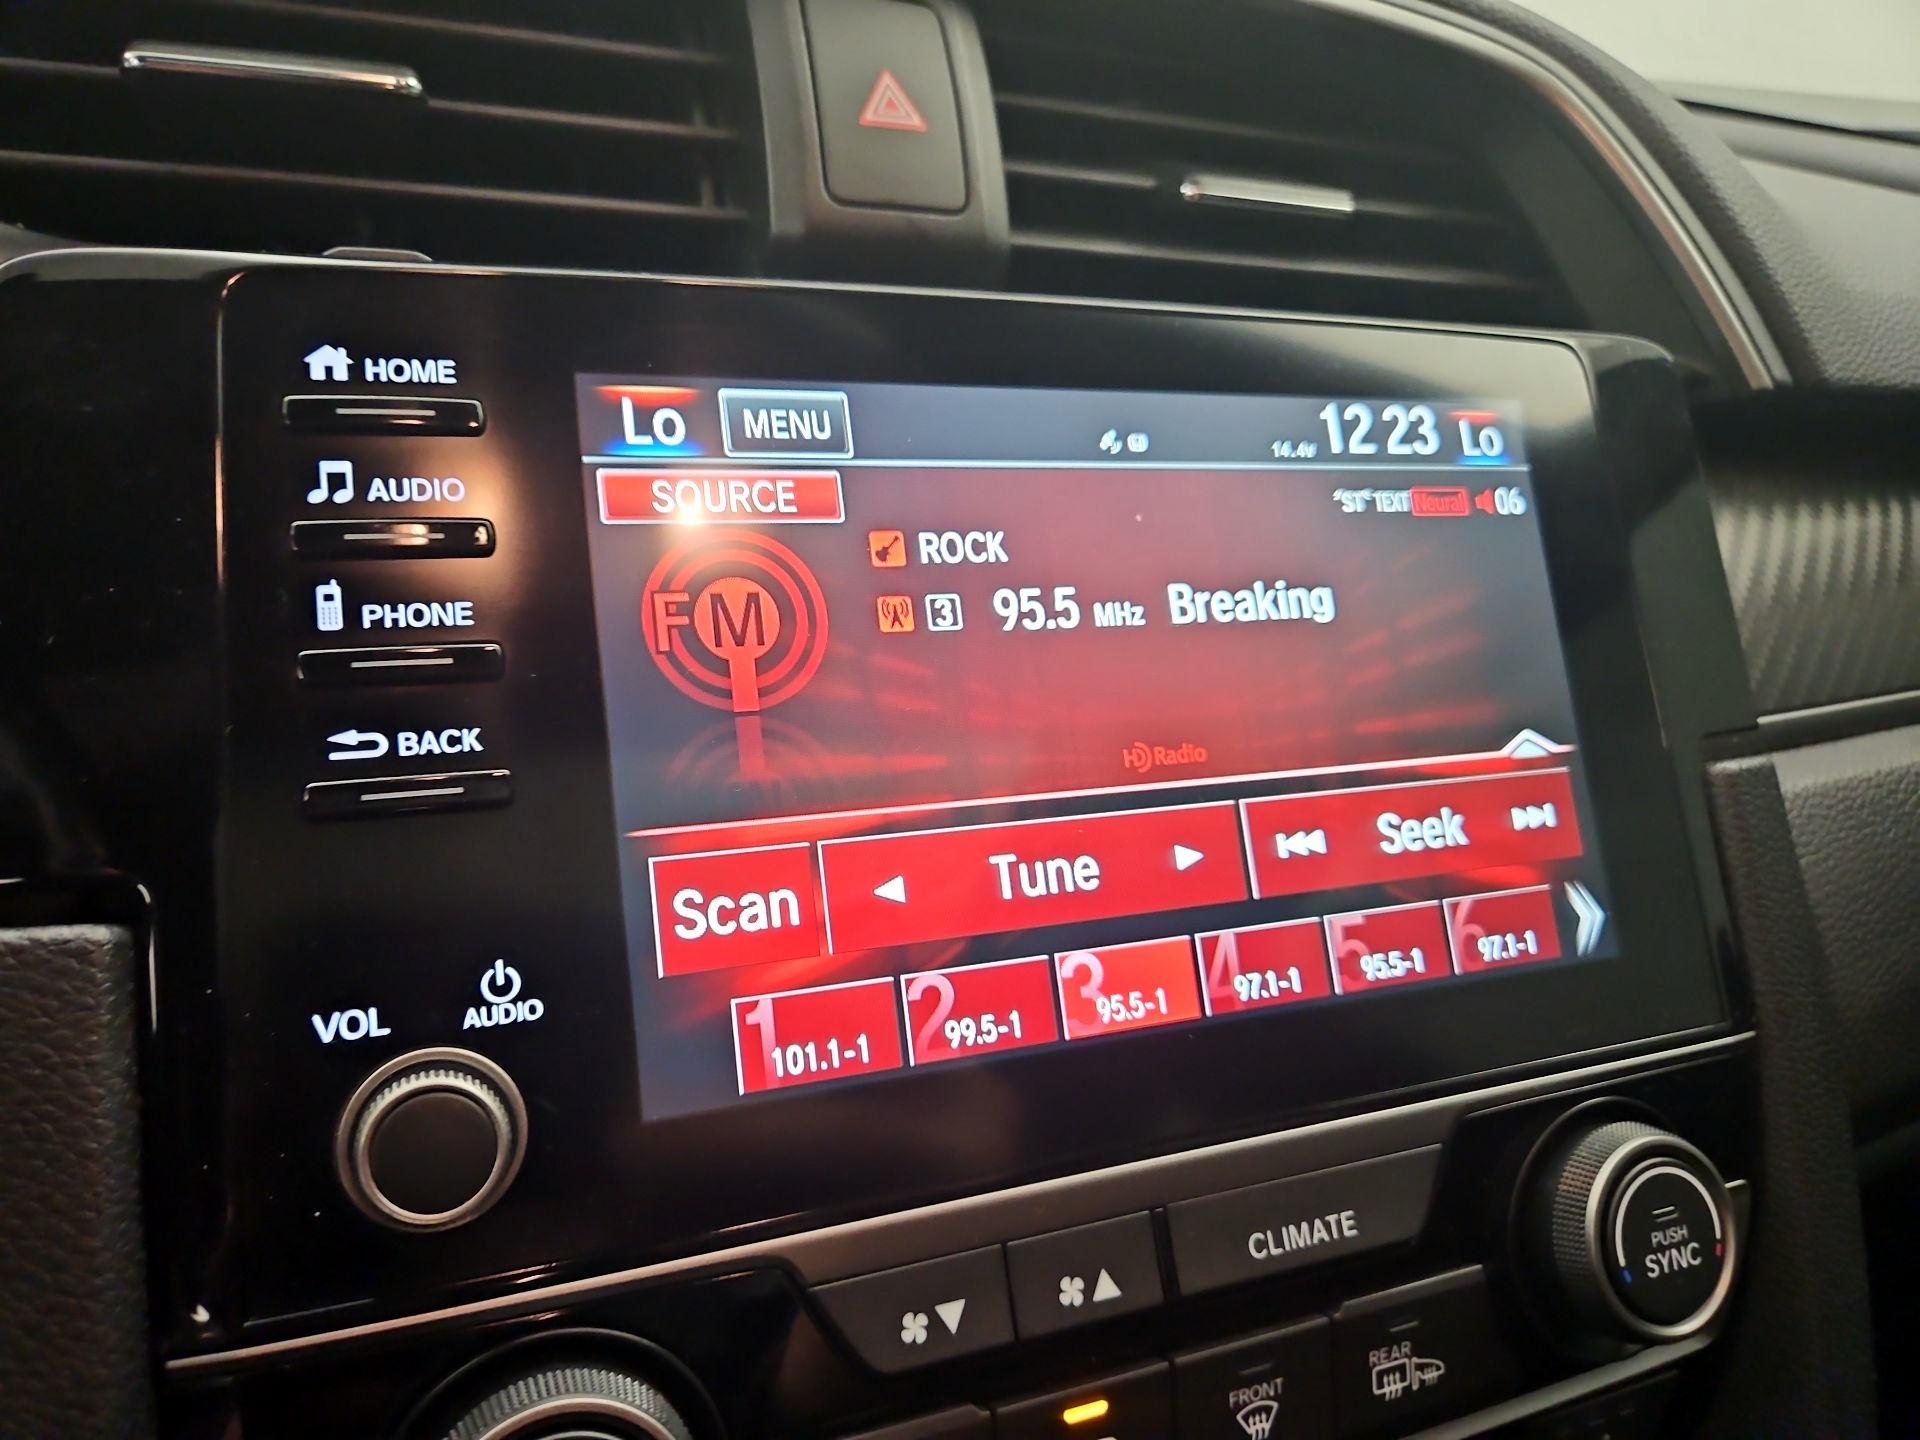 HOME
AUDIO
PHONE
BACK
VOL
AUDIO
Lo
MENU
14.4V
12 23
Lo
SOURCE
"ST" TEXT Neural 06
FM
ROCK
3 95.5 MHz Breaking
HD Radio
Scan
Tune
Seek
1 101.1-1
2 99.5-1
3 95.5-1
4 97.1-1
5 95.5-1
6 97.1-1
CLIMATE
PUSH
SYNC
FRONT
REAR